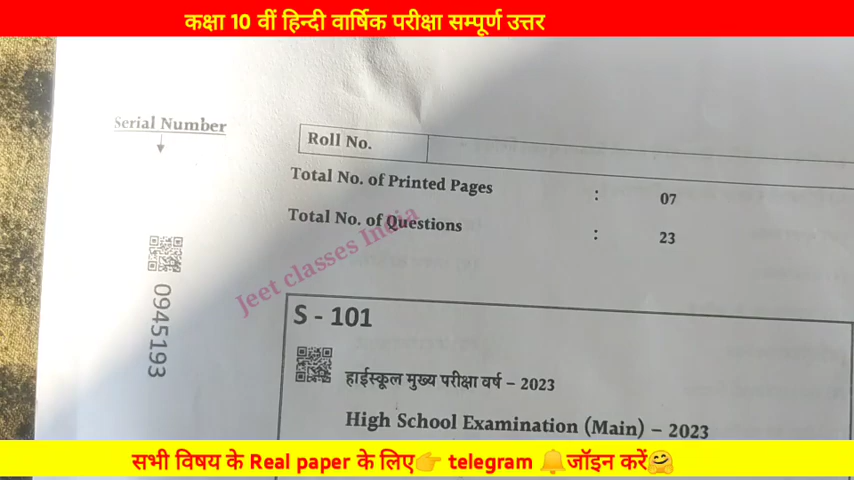 कक्षा 10 वीं हिन्दी वार्षिक परीक्षा सम्पूर्ण उत्तर
Serial Number
Roll No.
Total No. of Printed Pages : 07
Total No. of Questions : 23
Jeet classes India
0945193
S - 101
हाईस्कूल मुख्य परीक्षा वर्ष – 2023
High School Examination (Main) – 2023
सभी विषय के Real paper के लिए👉 telegram 🔔जॉइन करें🤗